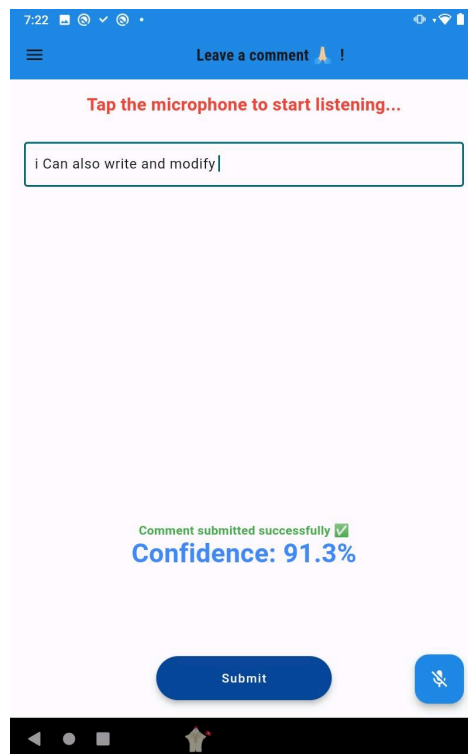 7:22
Leave a comment 🙏🏻 !
Tap the microphone to start listening...
i Can also write and modify
Comment submitted successfully ✅
Confidence: 91.3%
Submit